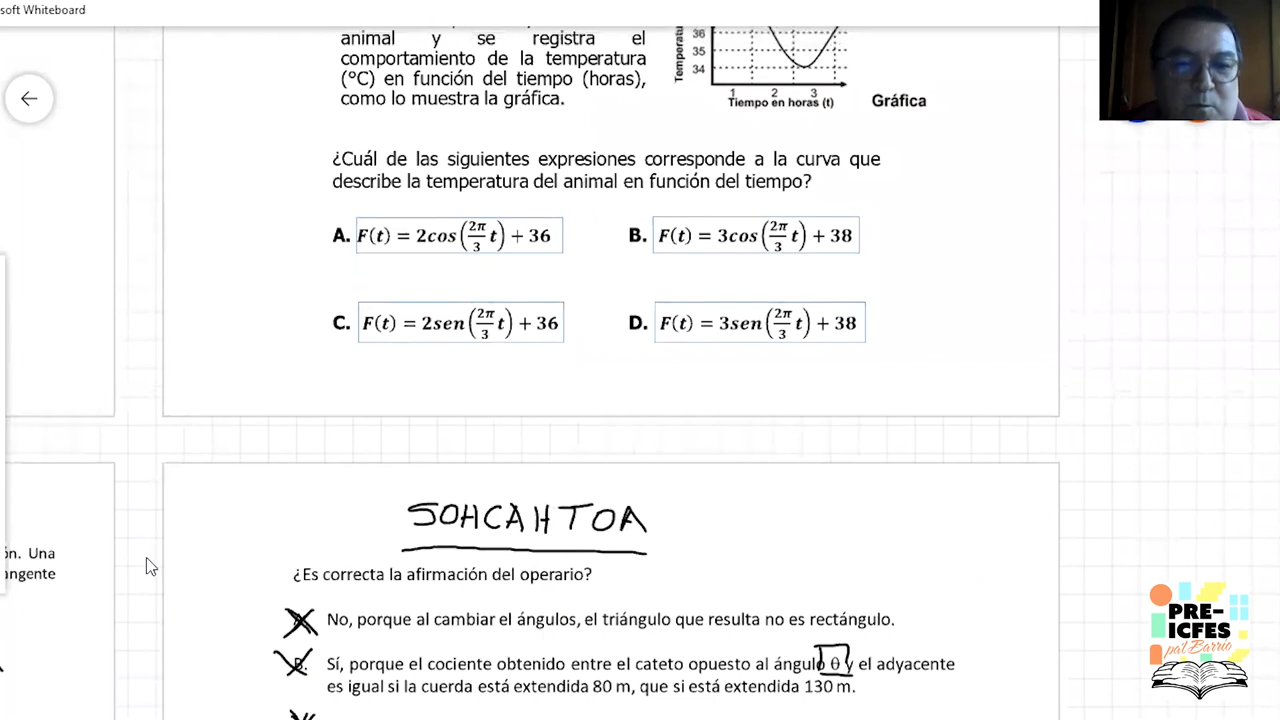 soft Whiteboard
animal y se registra el
comportamiento de la temperatura
(°C) en función del tiempo (horas),
como lo muestra la gráfica.
Temperatu
36
35
34
1 2 3
Tiempo en horas (t)
Gráfica
¿Cuál de las siguientes expresiones corresponde a la curva que
describe la temperatura del animal en función del tiempo?
A. F(t) = 2cos(2π/3 t) + 36
B. F(t) = 3cos(2π/3 t) + 38
C. F(t) = 2sen(2π/3 t) + 36
D. F(t) = 3sen(2π/3 t) + 38
SOHCAHTOA
ón. Una
angente
¿Es correcta la afirmación del operario?
No, porque al cambiar el ángulos, el triángulo que resulta no es rectángulo.
B. Sí, porque el cociente obtenido entre el cateto opuesto al ángulo θ y el adyacente
es igual si la cuerda está extendida 80 m, que si está extendida 130 m.
PRE-
ICFES
pa'l Barrio